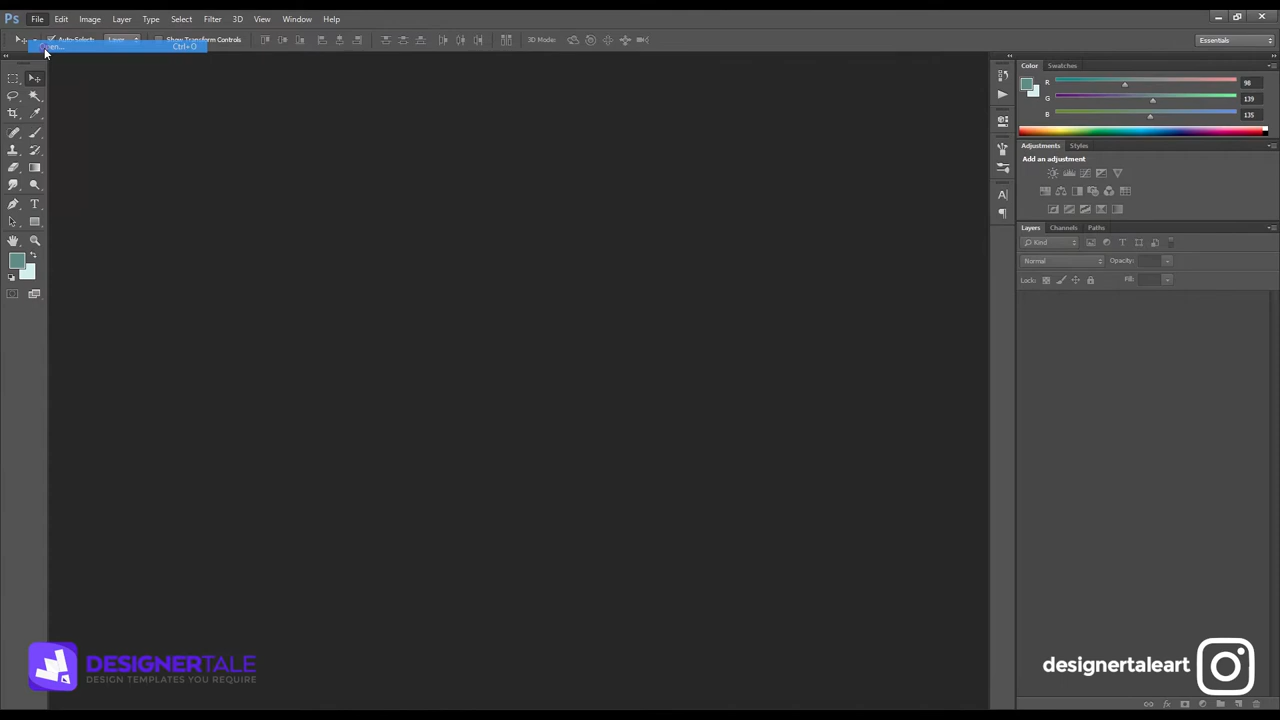 Ps File Edit Image Layer Type Select Filter 3D View Window Help
Auto-Select: Layer Show Transform Controls 3D Mode: Essentials
Open... Ctrl+O
Color Swatches
R 98
G 139
B 135
Adjustments Styles
Add an adjustment
Layers Channels Paths
Kind
Normal Opacity:
Lock: Fill:
DESIGNERTALE
DESIGN TEMPLATES YOU REQUIRE
designertaleart